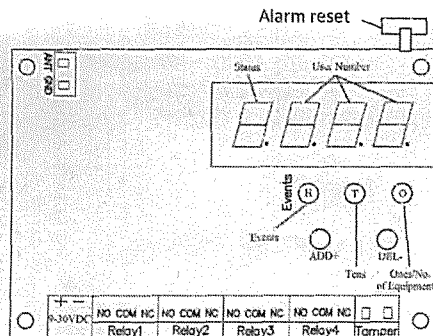 Alarm reset
ANT GND
Status
User Number
Events
H T O
Events
ADD+
Tens
DEL-
Ones/No.
of Equipment
+ -
9-30VDC
NO COM NC NO COM NC NO COM NC NO COM NC
Relay1 Relay2 Relay3 Relay4 Tamper